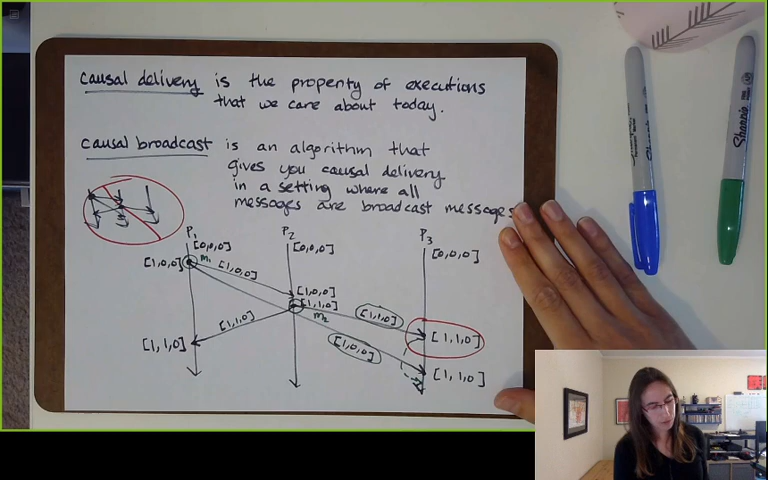 causal delivery is the property of executions
that we care about today.
causal broadcast is an algorithm that
gives you causal delivery
in a setting where all
messages are broadcast messages
P1 P2 P3
[0,0,0] [0,0,0] [0,0,0]
[1,0,0] m1 [1,0,0]
[1,0,0]
[1,1,0]
m2 [1,1,0]
[1,1,0] [1,1,0] [1,0,0] [1,1,0]
[1,1,0]
Sharpie